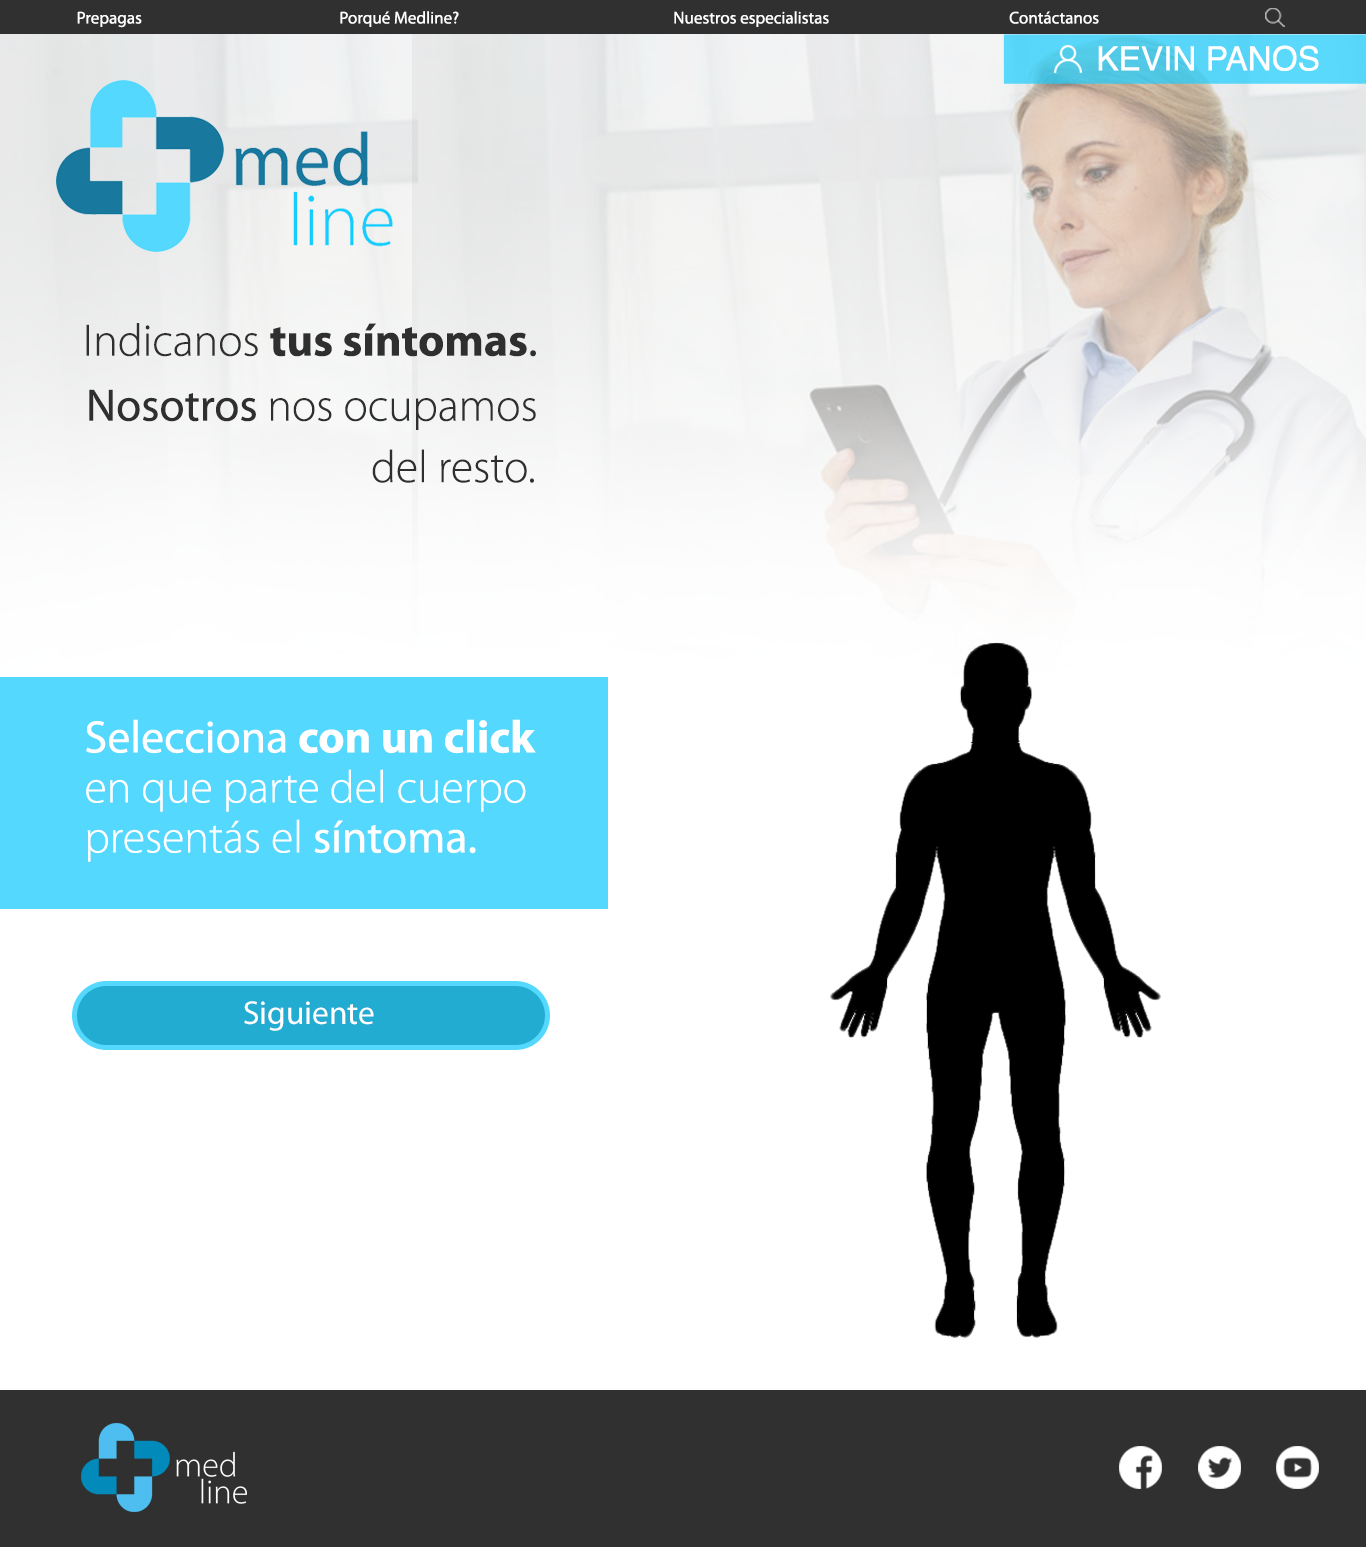 Prepagas
Porqué Medline?
Nuestros especialistas
Contáctanos
KEVIN PANOS
med
line
Indicanos tus síntomas.
Nosotros nos ocupamos
del resto.
Selecciona con un click
en que parte del cuerpo
presentás el síntoma.
Siguiente
med
line